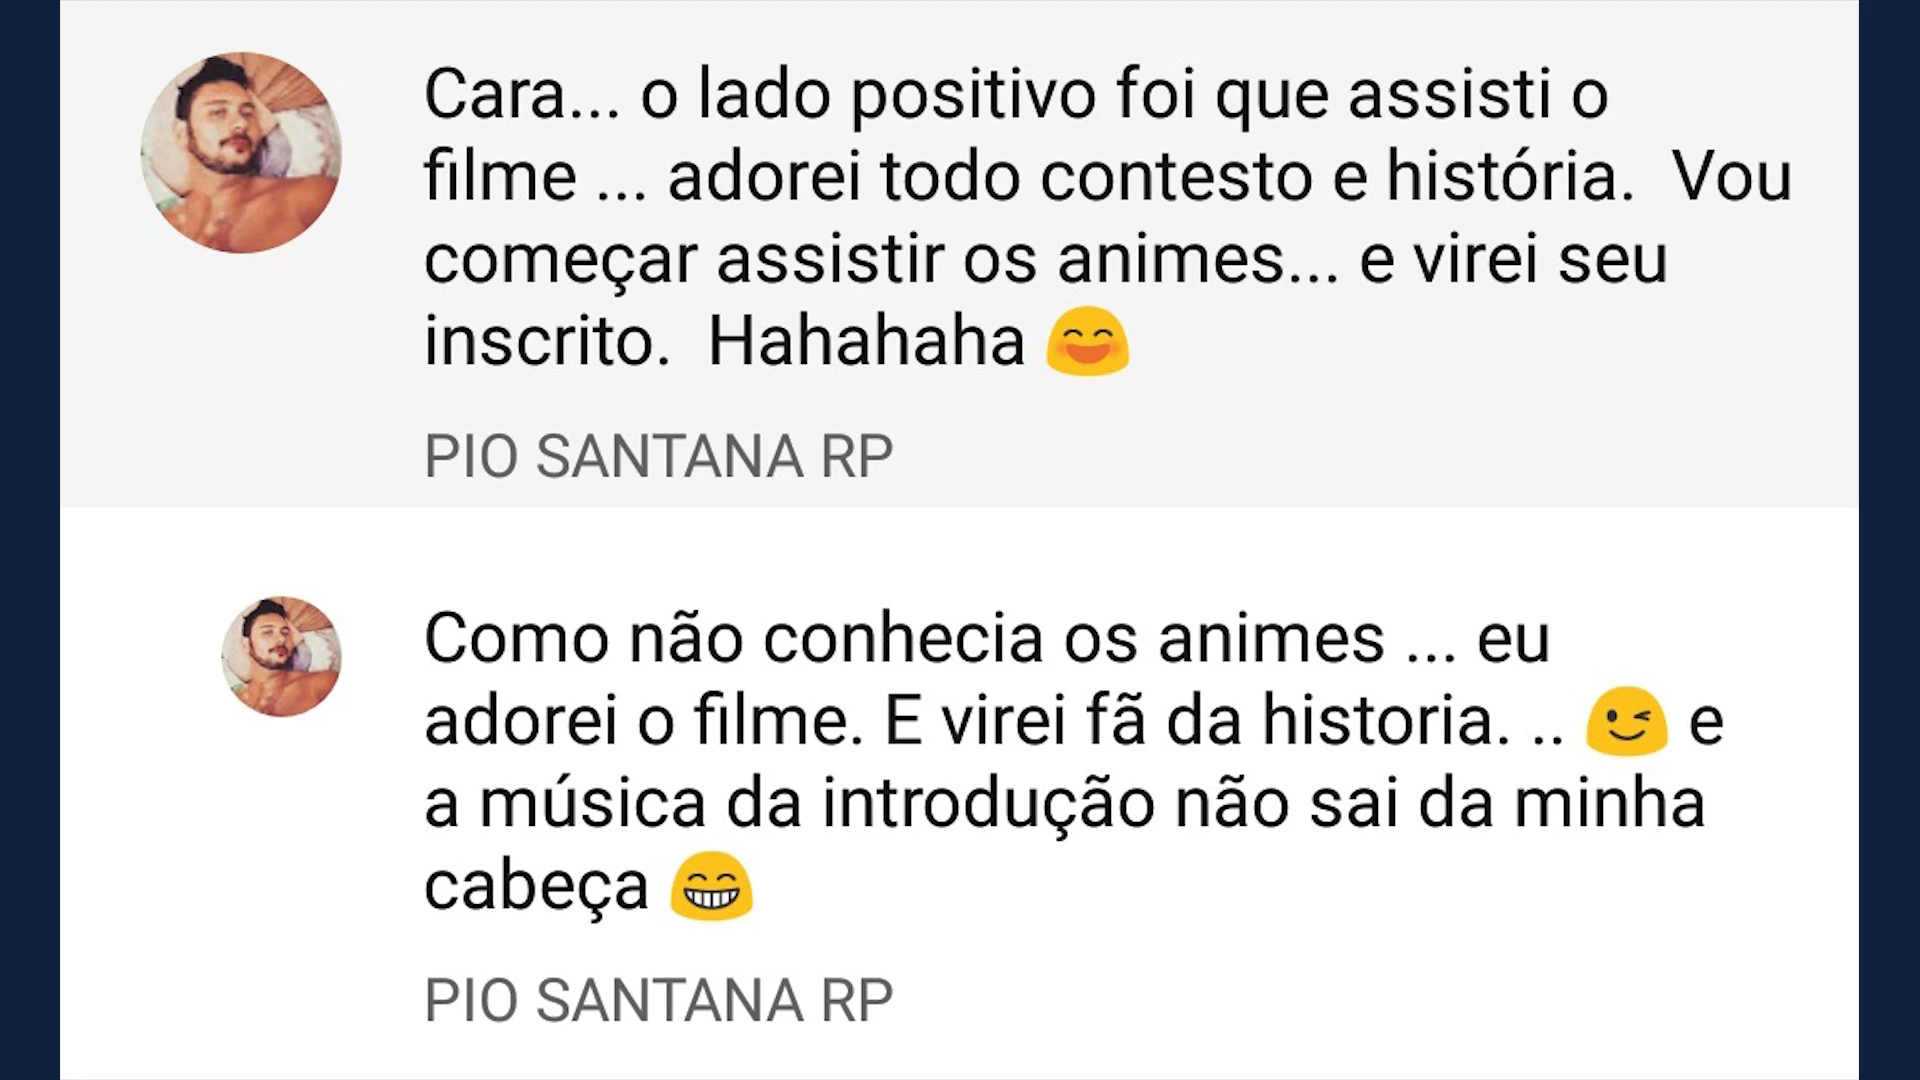 Cara... o lado positivo foi que assisti o
filme ... adorei todo contesto e história.  Vou
começar assistir os animes... e virei seu
inscrito.  Hahahaha 😄
PIO SANTANA RP
Como não conhecia os animes ... eu
adorei o filme. E virei fã da historia. .. 😉 e
a música da introdução não sai da minha
cabeça 😁
PIO SANTANA RP